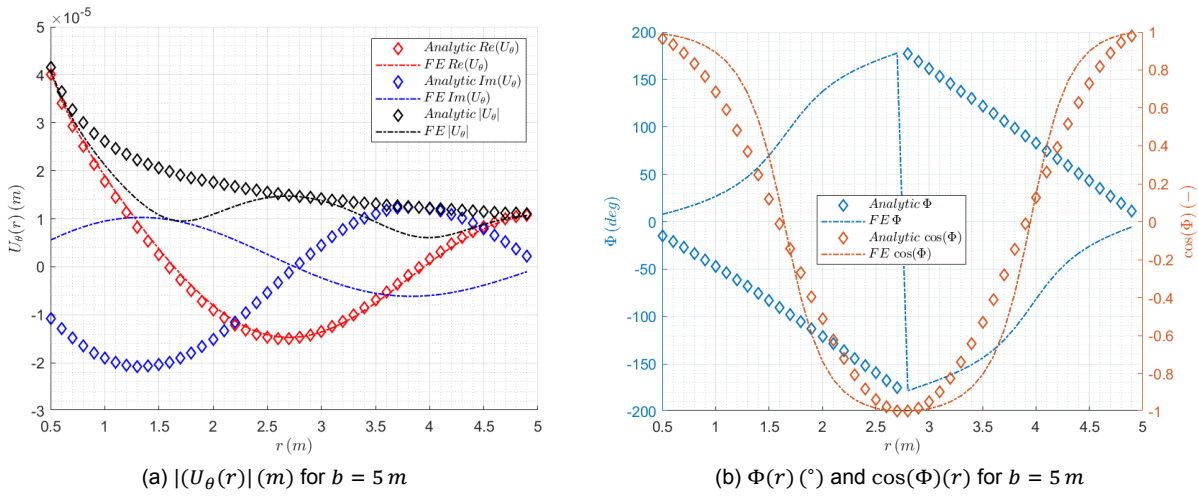 × 10⁻⁵
5
4
3
2
1
0
-1
-2
-3
0.5 1 1.5 2 2.5 3 3.5 4 4.5 5
r (m)
U_θ(r) (m)
Analytic Re(U_θ)
FE Re(U_θ)
Analytic Im(U_θ)
FE Im(U_θ)
Analytic |U_θ|
FE |U_θ|
(a) |(U_θ(r)| (m) for b = 5 m
200
150
100
50
0
-50
-100
-150
-200
Φ (deg)
0.5 1 1.5 2 2.5 3 3.5 4 4.5 5
r (m)
1
0.8
0.6
0.4
0.2
0
-0.2
-0.4
-0.6
-0.8
-1
cos(Φ) (−)
Analytic Φ
FE Φ
Analytic cos(Φ)
FE cos(Φ)
(b) Φ(r) (°) and cos(Φ)(r) for b = 5 m